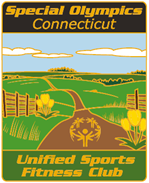 Special Olympics
Connecticut
Unified Sports
Fitness Club